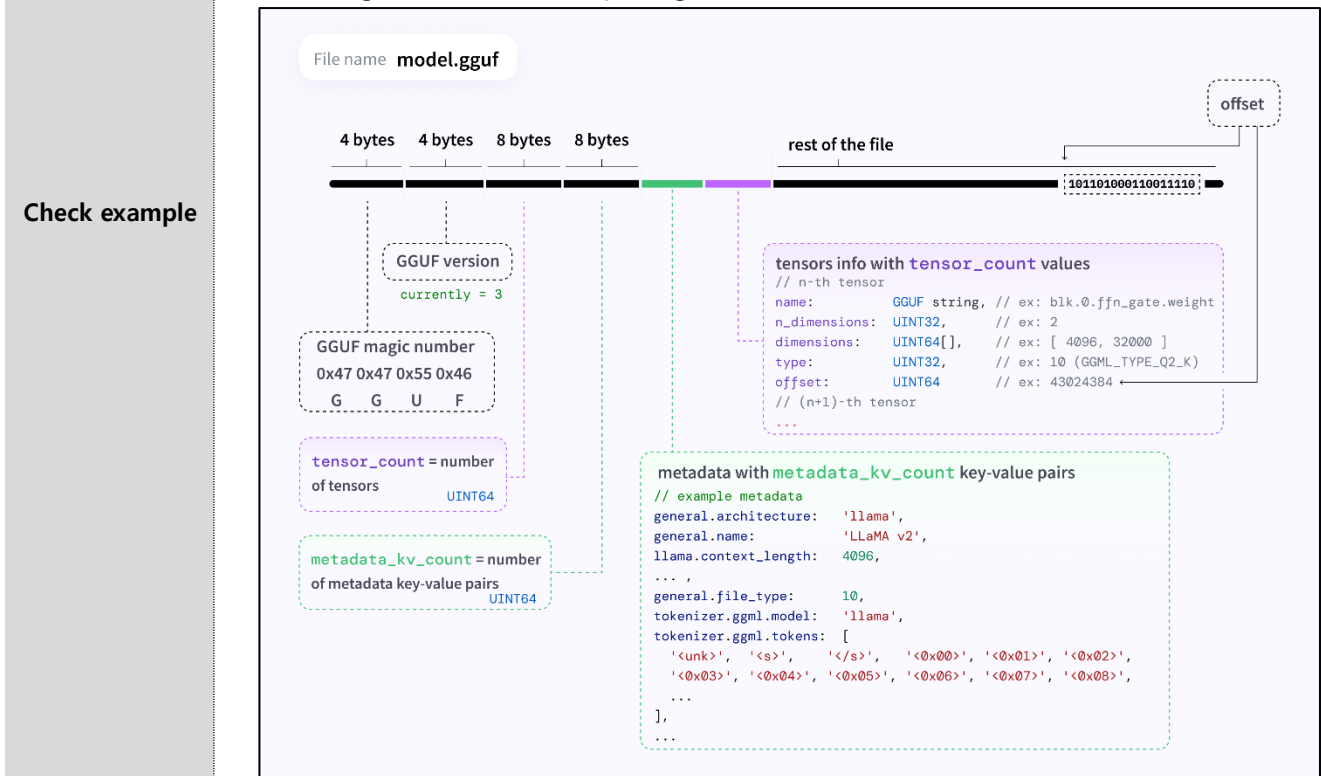 Check example
File name model.gguf
offset
4 bytes 4 bytes 8 bytes 8 bytes rest of the file
101101000110011110
GGUF version
currently = 3
GGUF magic number
0x47 0x47 0x55 0x46
G G U F
tensor_count = number
of tensors
UINT64
metadata_kv_count = number
of metadata key-value pairs
UINT64
tensors info with tensor_count values
// n-th tensor
name: GGUF string, // ex: blk.0.ffn_gate.weight
n_dimensions: UINT32, // ex: 2
dimensions: UINT64[], // ex: [ 4096, 32000 ]
type: UINT32, // ex: 10 (GGML_TYPE_Q2_K)
offset: UINT64 // ex: 43024384
// (n+1)-th tensor
...
metadata with metadata_kv_count key-value pairs
// example metadata
general.architecture: 'llama',
general.name: 'LLaMA v2',
llama.context_length: 4096,
... ,
general.file_type: 10,
tokenizer.ggml.model: 'llama',
tokenizer.ggml.tokens: [
'<unk>', '<s>', '</s>', '<0x00>', '<0x01>', '<0x02>',
'<0x03>', '<0x04>', '<0x05>', '<0x06>', '<0x07>', '<0x08>',
...
],
...